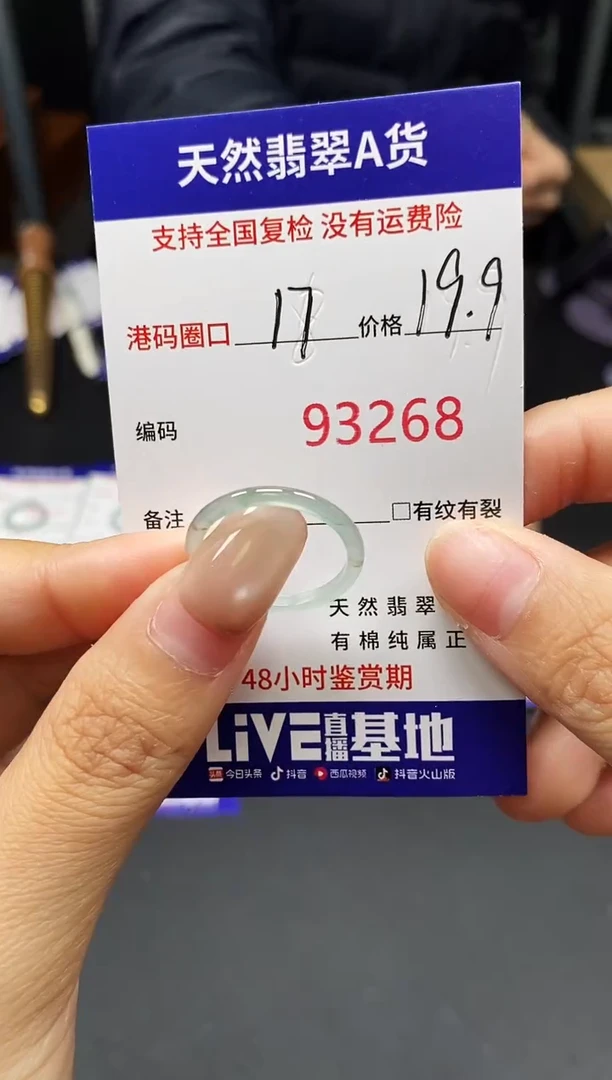 天然翡翠A货
支持全国复检 没有运费险
港码圈口 17 价格 19.9
编码 93268
备注 □有纹有裂
天然翡翠
有棉纯属正
48小时鉴赏期
LiVE直播基地
头条 今日头条 抖音 西瓜视频 抖音火山版